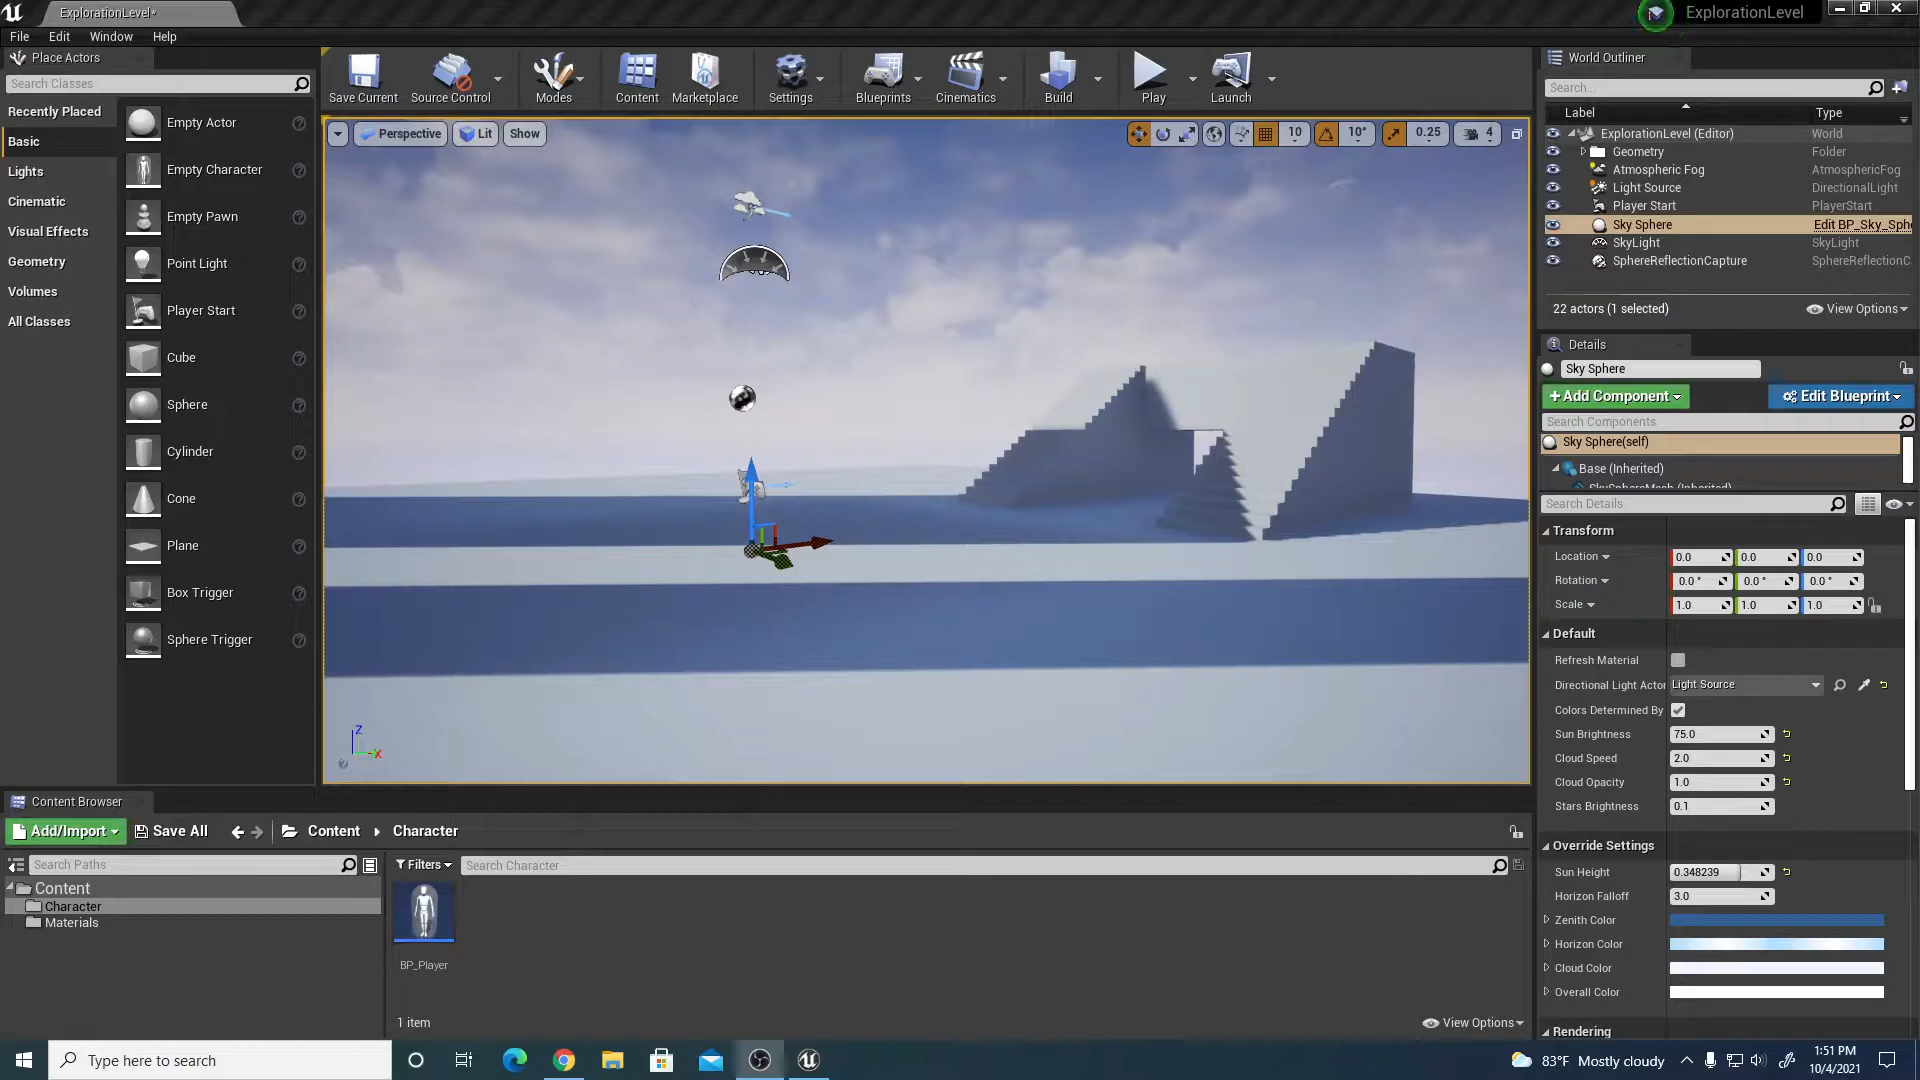 ExplorationLevel*
ExplorationLevel
File Edit Window Help
Place Actors
Search Classes
Recently Placed
Basic
Lights
Cinematic
Visual Effects
Geometry
Volumes
All Classes
Empty Actor
Empty Character
Empty Pawn
Point Light
Player Start
Cube
Sphere
Cylinder
Cone
Plane
Box Trigger
Sphere Trigger
Save Current Source Control Modes Content Marketplace Settings Blueprints Cinematics Build Play Launch
Perspective Lit Show
10 10° 0.25 4
Z
X
World Outliner
Search...
Label Type
ExplorationLevel (Editor) World
Geometry Folder
Atmospheric Fog AtmosphericFog
Light Source DirectionalLight
Player Start PlayerStart
Sky Sphere Edit BP_Sky_Sph
SkyLight SkyLight
SphereReflectionCapture SphereReflectionC
22 actors (1 selected) View Options
Details
Sky Sphere
+Add Component Edit Blueprint
Search Components
Sky Sphere(self)
Base (Inherited)
SkySphereMesh (Inherited)
Search Details
Transform
Location 0.0 0.0 0.0
Rotation 0.0 ° 0.0 ° 0.0 °
Scale 1.0 1.0 1.0
Default
Refresh Material
Directional Light Actor Light Source
Colors Determined By
Sun Brightness 75.0
Cloud Speed 2.0
Cloud Opacity 1.0
Stars Brightness 0.1
Override Settings
Sun Height 0.348239
Horizon Falloff 3.0
Zenith Color
Horizon Color
Cloud Color
Overall Color
Rendering
Content Browser
Add/Import Save All Content Character
Search Paths
Content
Character
Materials
Filters Search Character
BP_Player
1 item View Options
Type here to search
83°F Mostly cloudy
1:51 PM
10/4/2021